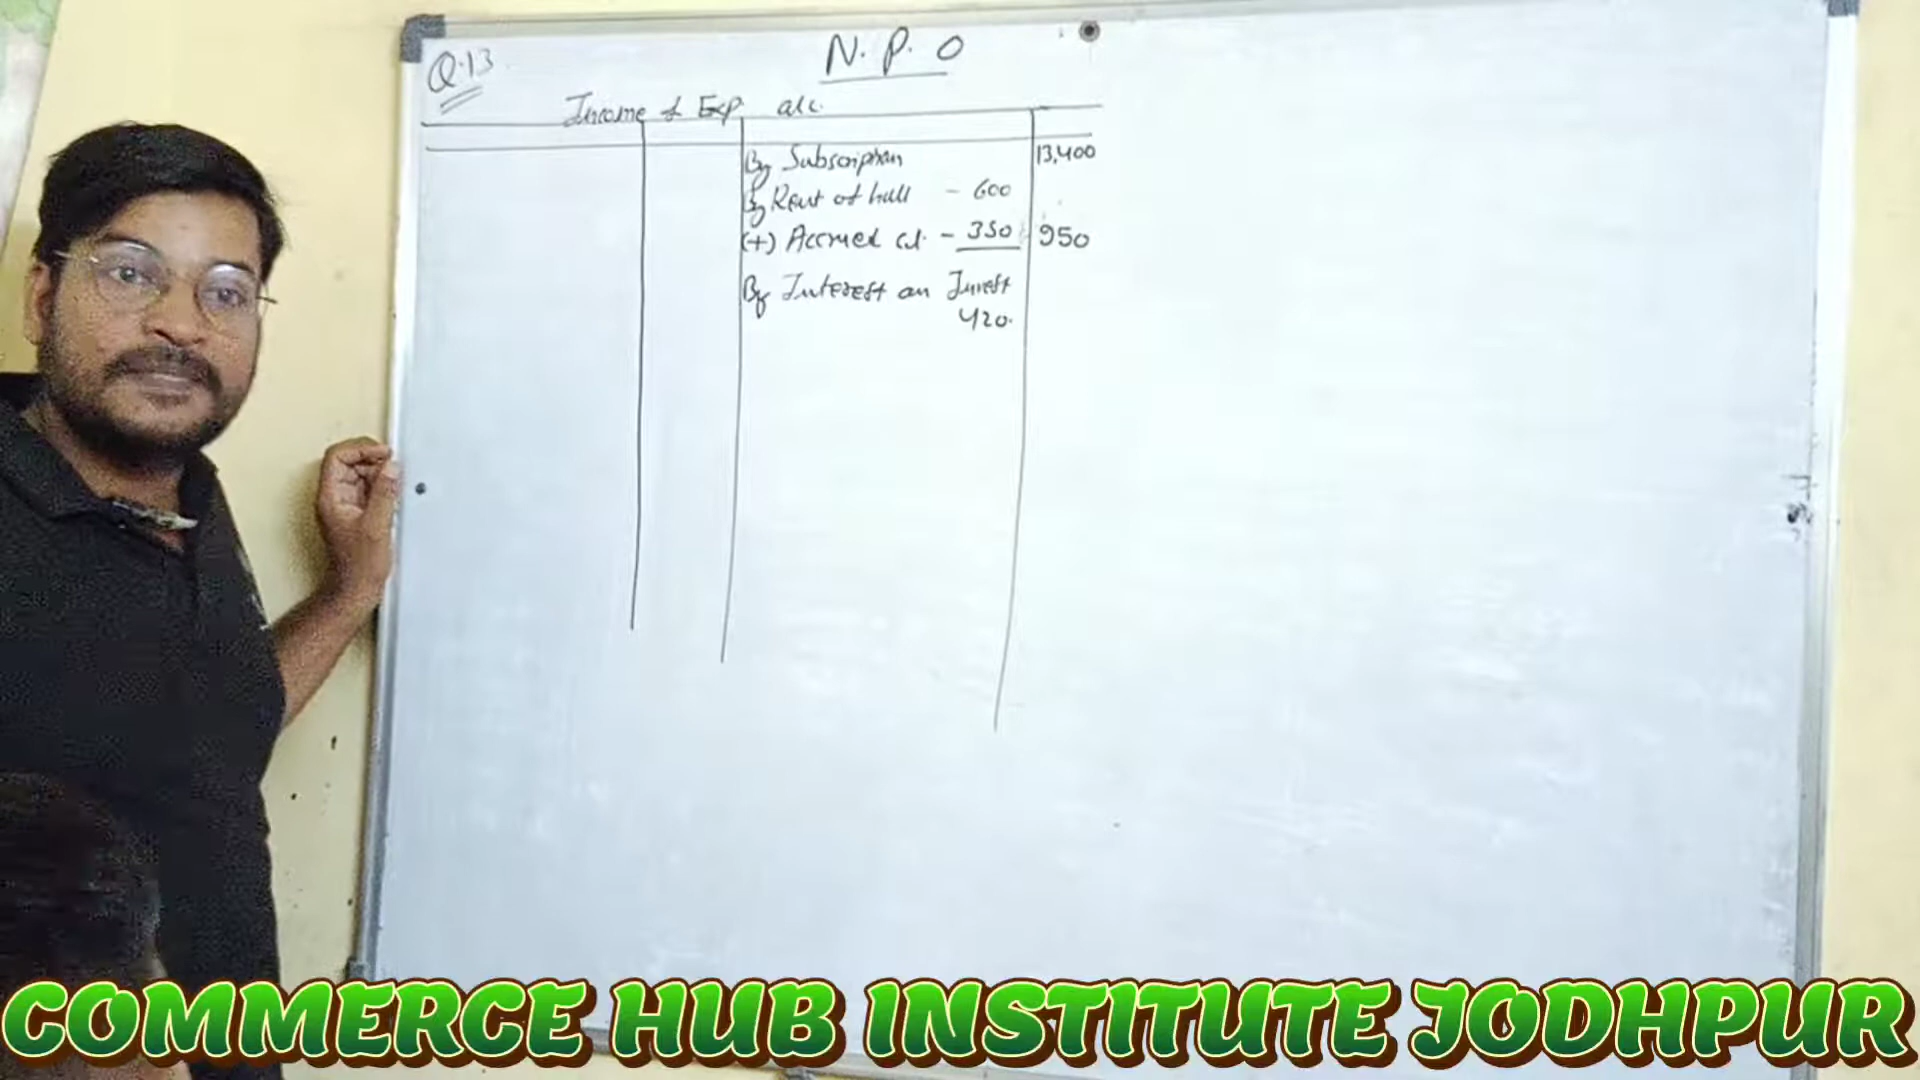 Q.13
N.P.O
Income & Exp. a/c
By Subscription 13,400
By Rent of hall - 600
(+) Accrued - 350 950
By Interest on Invest
420
COMMERCE HUB INSTITUTE JODHPUR